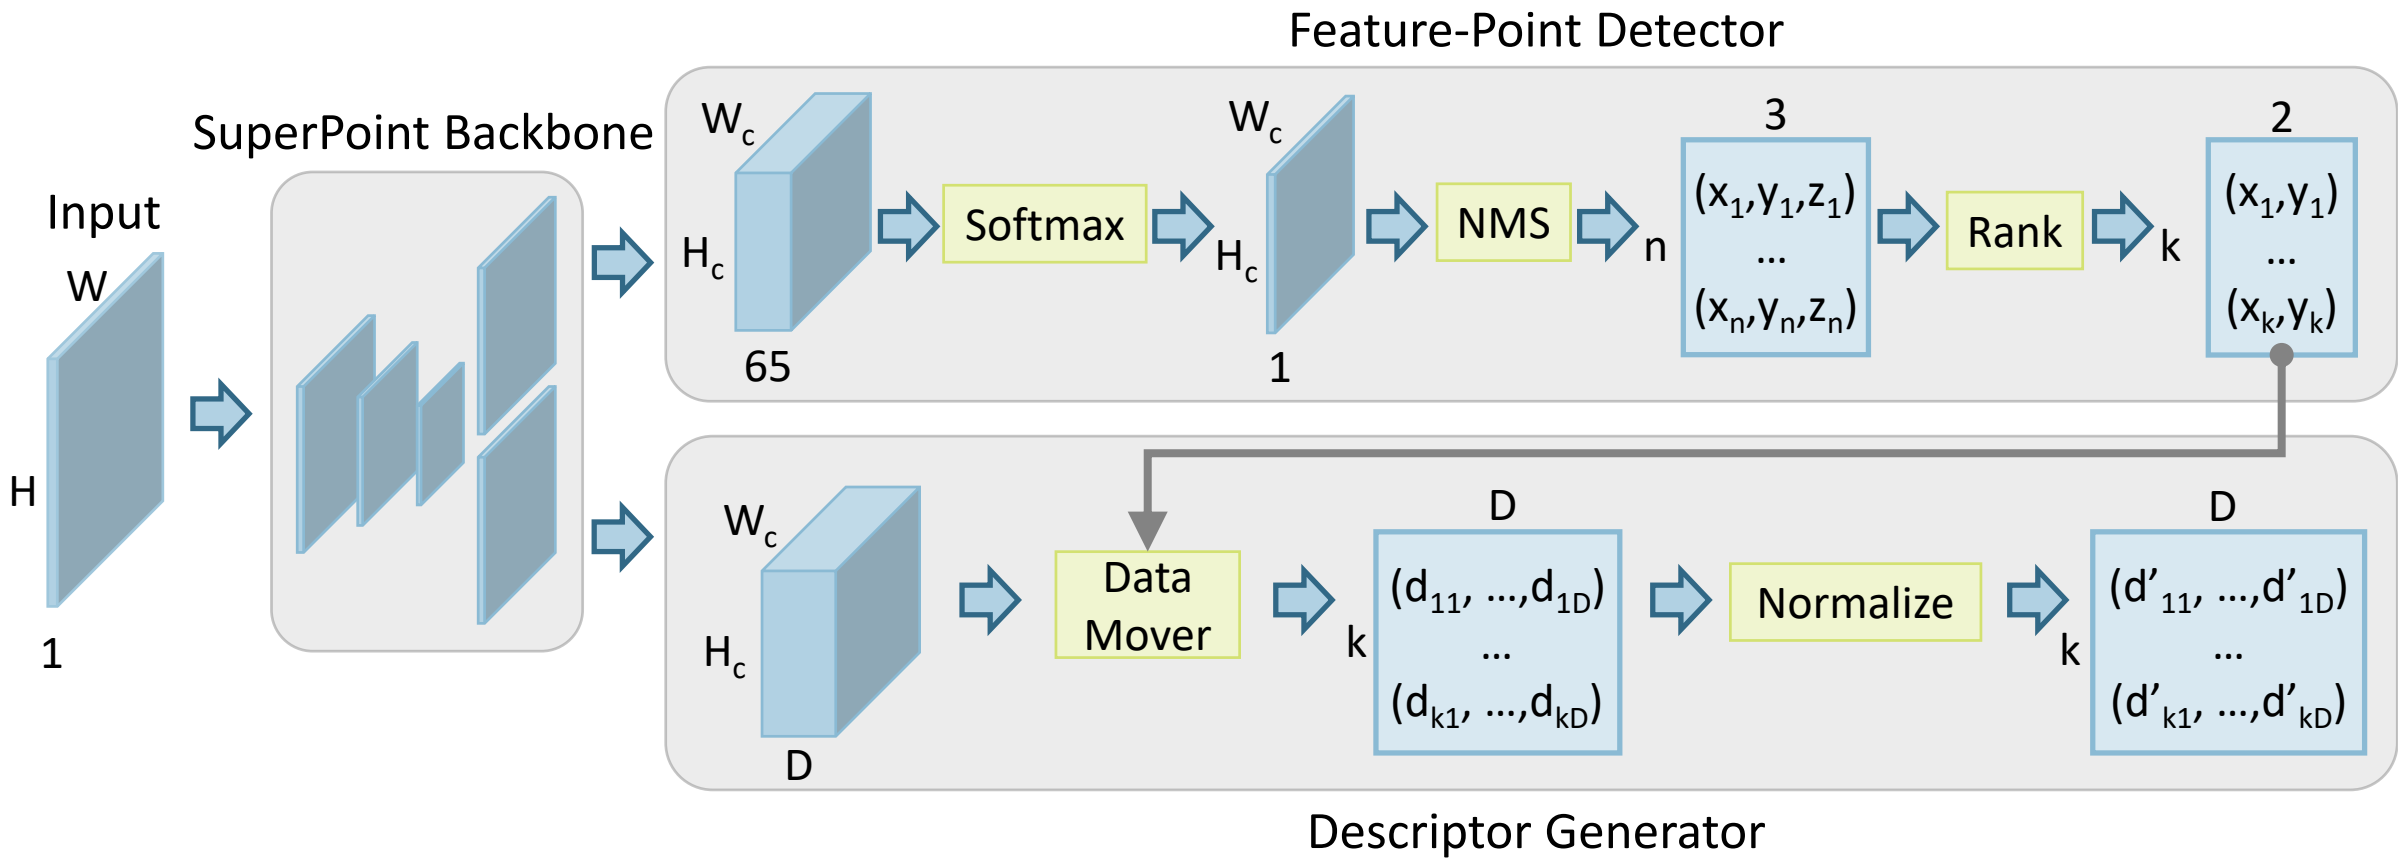 Feature-Point Detector
SuperPoint Backbone
Input
W
H
1
Wc
Hc
65
Softmax
Wc
Hc
1
NMS
n
3
(x1,y1,z1)
...
(xn,yn,zn)
Rank
k
2
(x1,y1)
...
(xk,yk)
Wc
Hc
D
Data
Mover
k
D
(d11, ...,d1D)
...
(dk1, ...,dkD)
Normalize
k
D
(d’11, ...,d’1D)
...
(d’k1, ...,d’kD)
Descriptor Generator